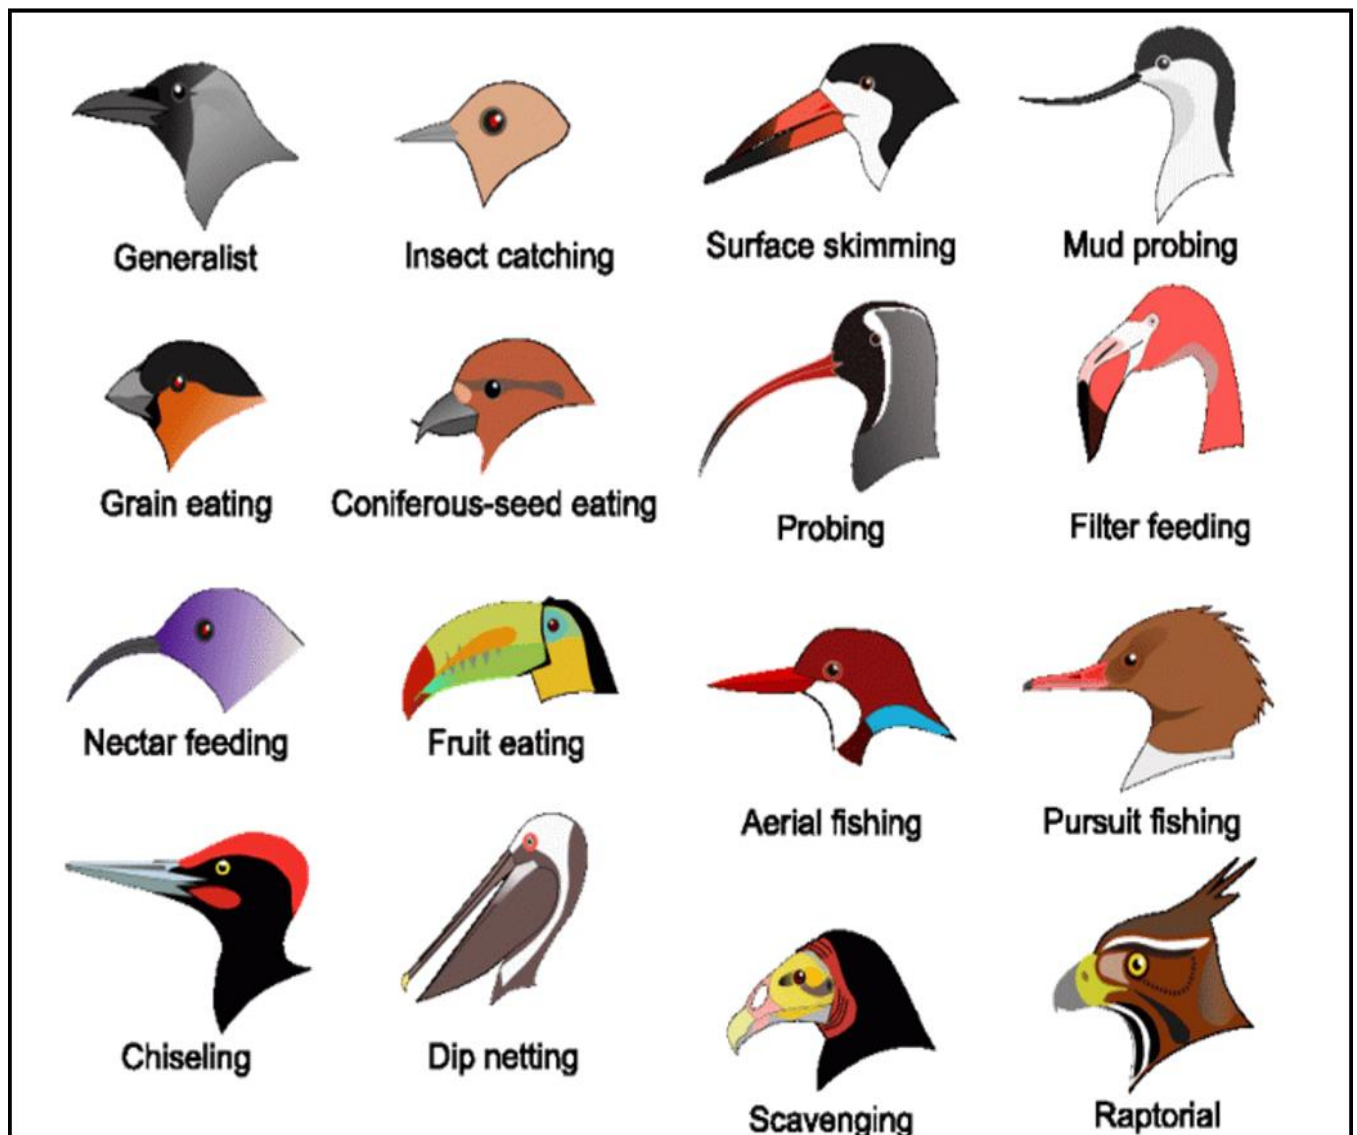 Generalist
Insect catching
Surface skimming
Mud probing
Grain eating
Coniferous-seed eating
Probing
Filter feeding
Nectar feeding
Fruit eating
Aerial fishing
Pursuit fishing
Chiseling
Dip netting
Scavenging
Raptorial